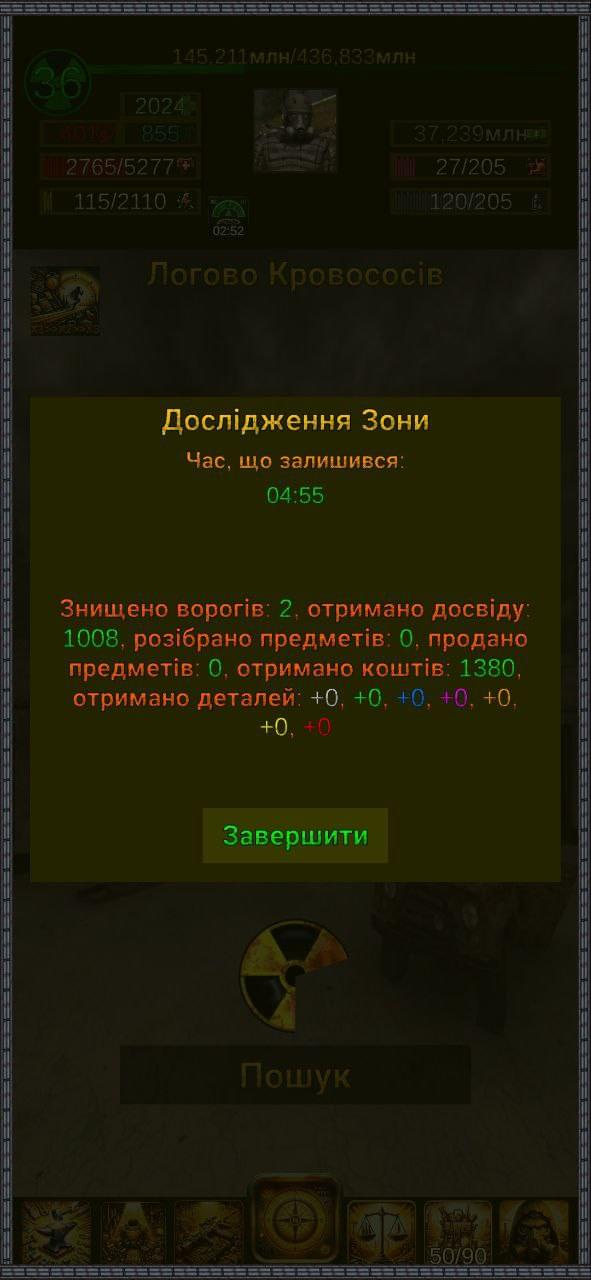 145,211млн/436,833млн
36
2024
401 855
37,239млн
2765/5277
27/205
115/2110
120/205
02:52
Логово Кровососів
Дослідження Зони
Час, що залишився:
04:55
Знищено ворогів: 2, отримано досвіду:
1008, розібрано предметів: 0, продано
предметів: 0, отримано коштів: 1380,
отримано деталей: +0, +0, +0, +0, +0,
+0, +0
Завершити
Пошук
50/90